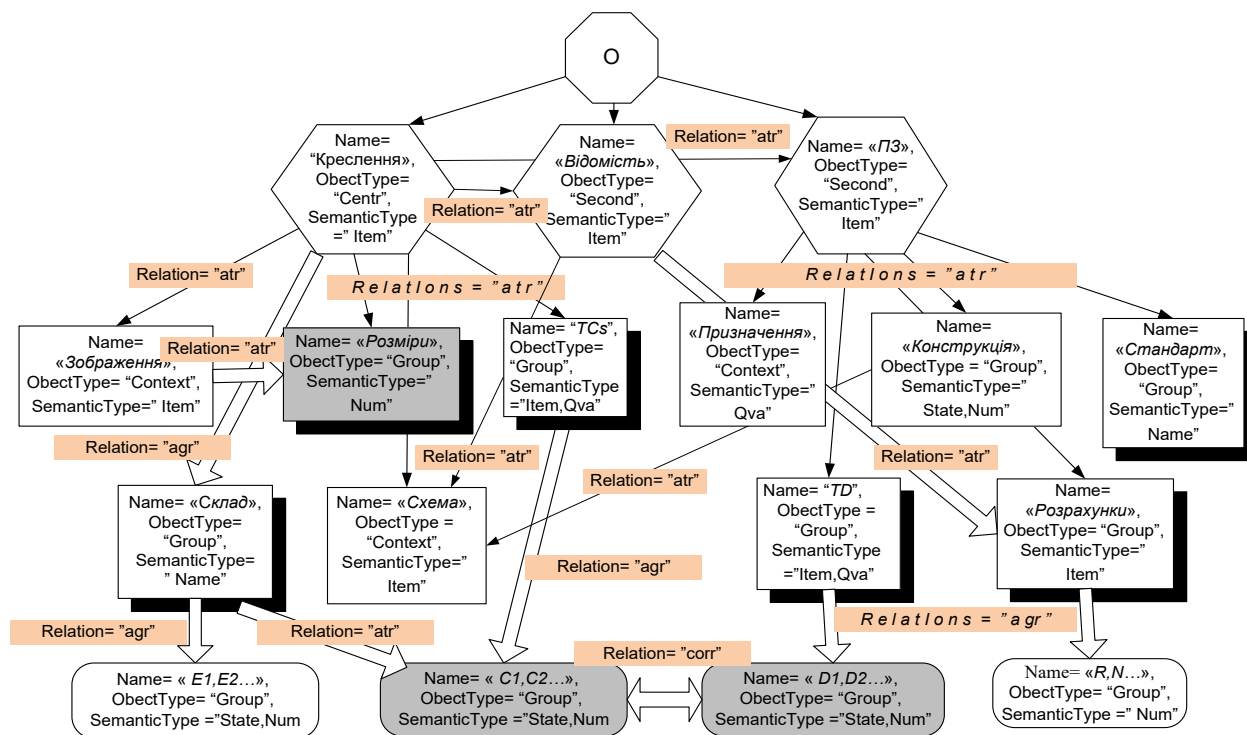 O
Name=
“Креслення»,
ObectType=
“Centr”,
SemanticType
=” Item”
Name=
«Відомість»,
ObectType=
“Second”,
SemanticType=”
Item”
Relation= ”atr”
Name= «ПЗ»,
ObectType=
“Second”,
SemanticType=”
Item”
Relation= ”atr”
Relation= ”atr”
RelatIons = ”atr”
RelatIons = ”atr”
Name=
«Зображення»,
ObectType= “Context”,
SemanticType=” Item”
Relation= ”atr”
Name= «Розміри»,
ObectType= “Group”,
SemanticType=”
Num”
Name= “TCs”,
ObectType=
“Group”,
SemanticType
=”Item,Qva”
Name=
«Призначення»,
ObectType=
“Context”,
SemanticType=”
Qva”
Name=
«Конструкція»,
ObectType = “Group”,
SemanticType=”
State,Num”
Name=
«Стандарт»,
ObectType=
“Group”,
SemanticType=”
Name”
Relation= ”agr”
Relation= ”atr”
Relation= ”atr”
Relation= ”atr”
Name= «Склад»,
ObectType=
“Group”,
SemanticType=
” Name”
Name= «Схема»,
ObectType =
“Context”,
SemanticType=”
Item”
Name= “TD”,
ObectType =
“Group”,
SemanticType
=”Item,Qva”
Name=
«Розрахунки»,
ObectType= “Group”,
SemanticType=”
Item”
Relation= ”agr”
Relation= ”agr”
Relation= ”atr”
RelatIons = ”agr”
Relation= ”corr”
Name= « E1,E2…»,
ObectType= “Group”,
SemanticType =”State,Num
Name= « C1,C2…»,
ObectType= “Group”,
SemanticType =”State,Num
Name= « D1,D2…»,
ObectType= “Group”,
SemanticType =”State,Num”
Name= «R,N…»,
ObectType= “Group”,
SemanticType =” Num”